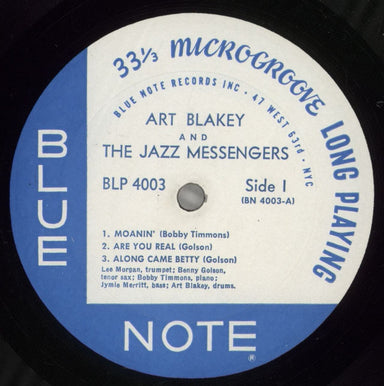 33⅓ MICROGROOVE LONG PLAYING
BLUE NOTE RECORDS INC · 47 WEST 63rd · NYC
ART BLAKEY
AND
THE JAZZ MESSENGERS
BLP 4003 Side I
(BN 4003-A)
1. MOANIN' (Bobby Timmons)
2. ARE YOU REAL (Golson)
3. ALONG CAME BETTY (Golson)
Lee Morgan, trumpet; Benny Golson,
tenor sax; Bobby Timmons, piano;
Jymie Merritt, bass; Art Blakey, drums.
BLUE
NOTE
®